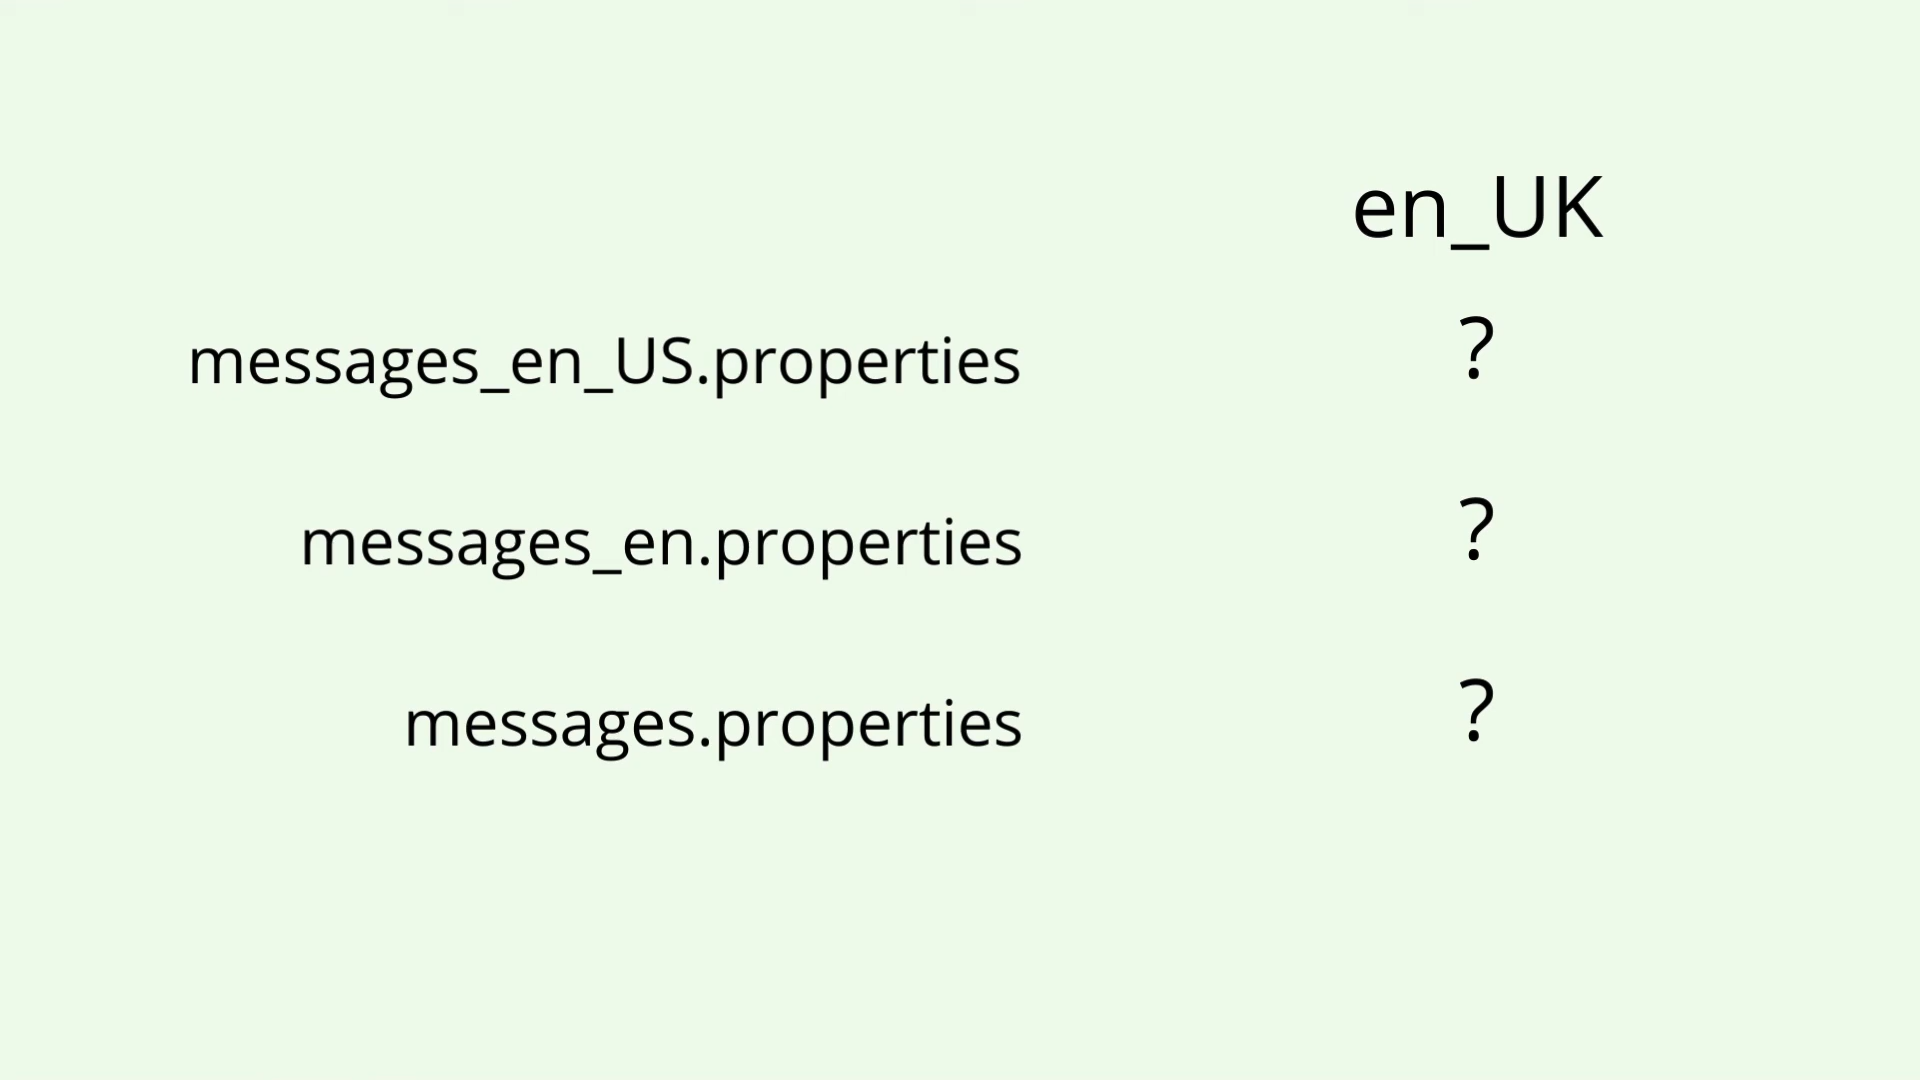 en_UK
messages_en_US.properties ?
messages_en.properties ?
messages.properties ?